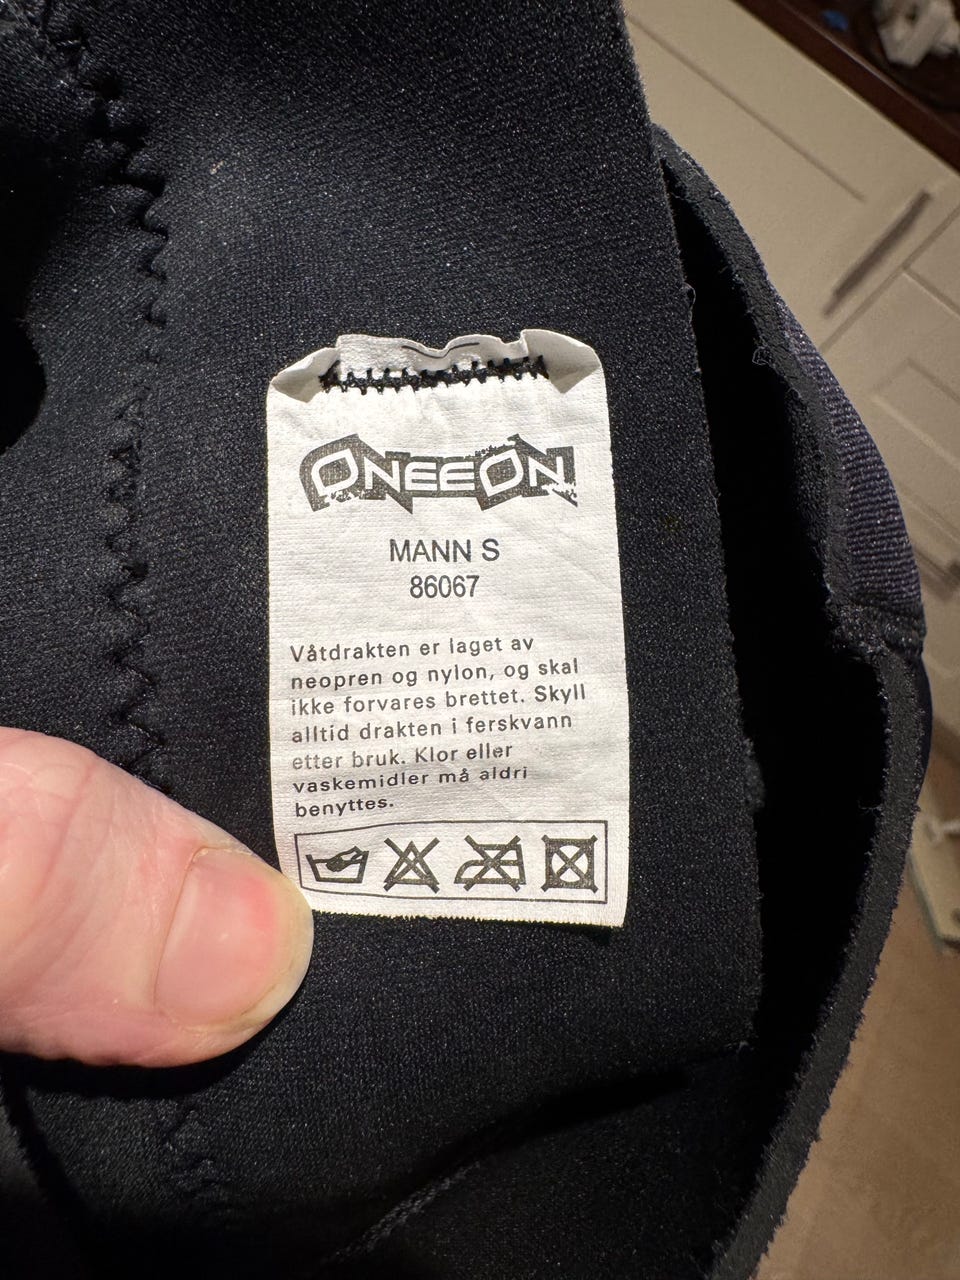 ONEEON
MANN S
86067
Våtdrakten er laget av
neopren og nylon, og skal
ikke forvares brettet. Skyll
alltid drakten i ferskvann
etter bruk. Klor eller
vaskemidler må aldri
benyttes.